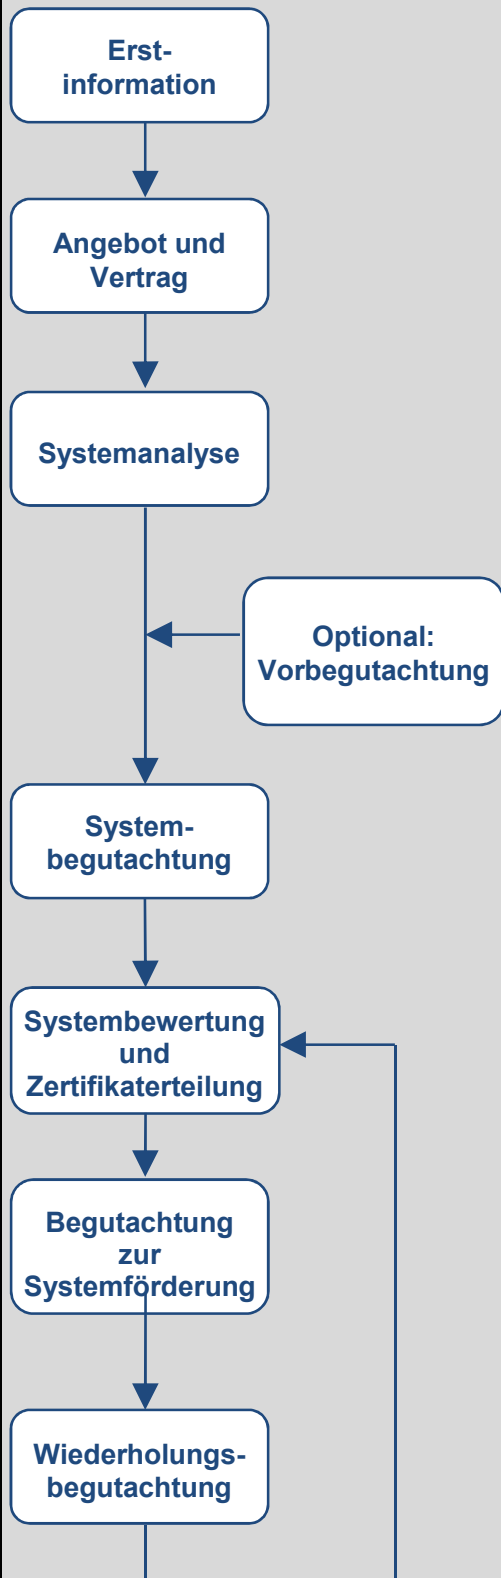 Erst-
information
Angebot und
Vertrag
Systemanalyse
Optional:
Vorbegutachtung
System-
begutachtung
Systembewertung
und
Zertifikaterteilung
Begutachtung
zur
Systemförderung
Wiederholungs-
begutachtung